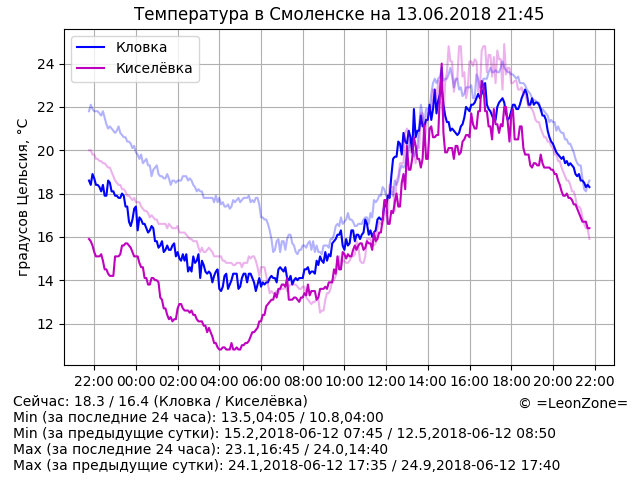 Температура в Смоленске на 13.06.2018 21:45
Кловка
Киселёвка
градусов Цельсия, °C
24
22
20
18
16
14
12
22:00 00:00 02:00 04:00 06:00 08:00 10:00 12:00 14:00 16:00 18:00 20:00 22:00
Сейчас: 18.3 / 16.4 (Кловка / Киселёвка)
© =LeonZone=
Min (за последние 24 часа): 13.5,04:05 / 10.8,04:00
Min (за предыдущие сутки): 15.2,2018-06-12 07:45 / 12.5,2018-06-12 08:50
Max (за последние 24 часа): 23.1,16:45 / 24.0,14:40
Max (за предыдущие сутки): 24.1,2018-06-12 17:35 / 24.9,2018-06-12 17:40